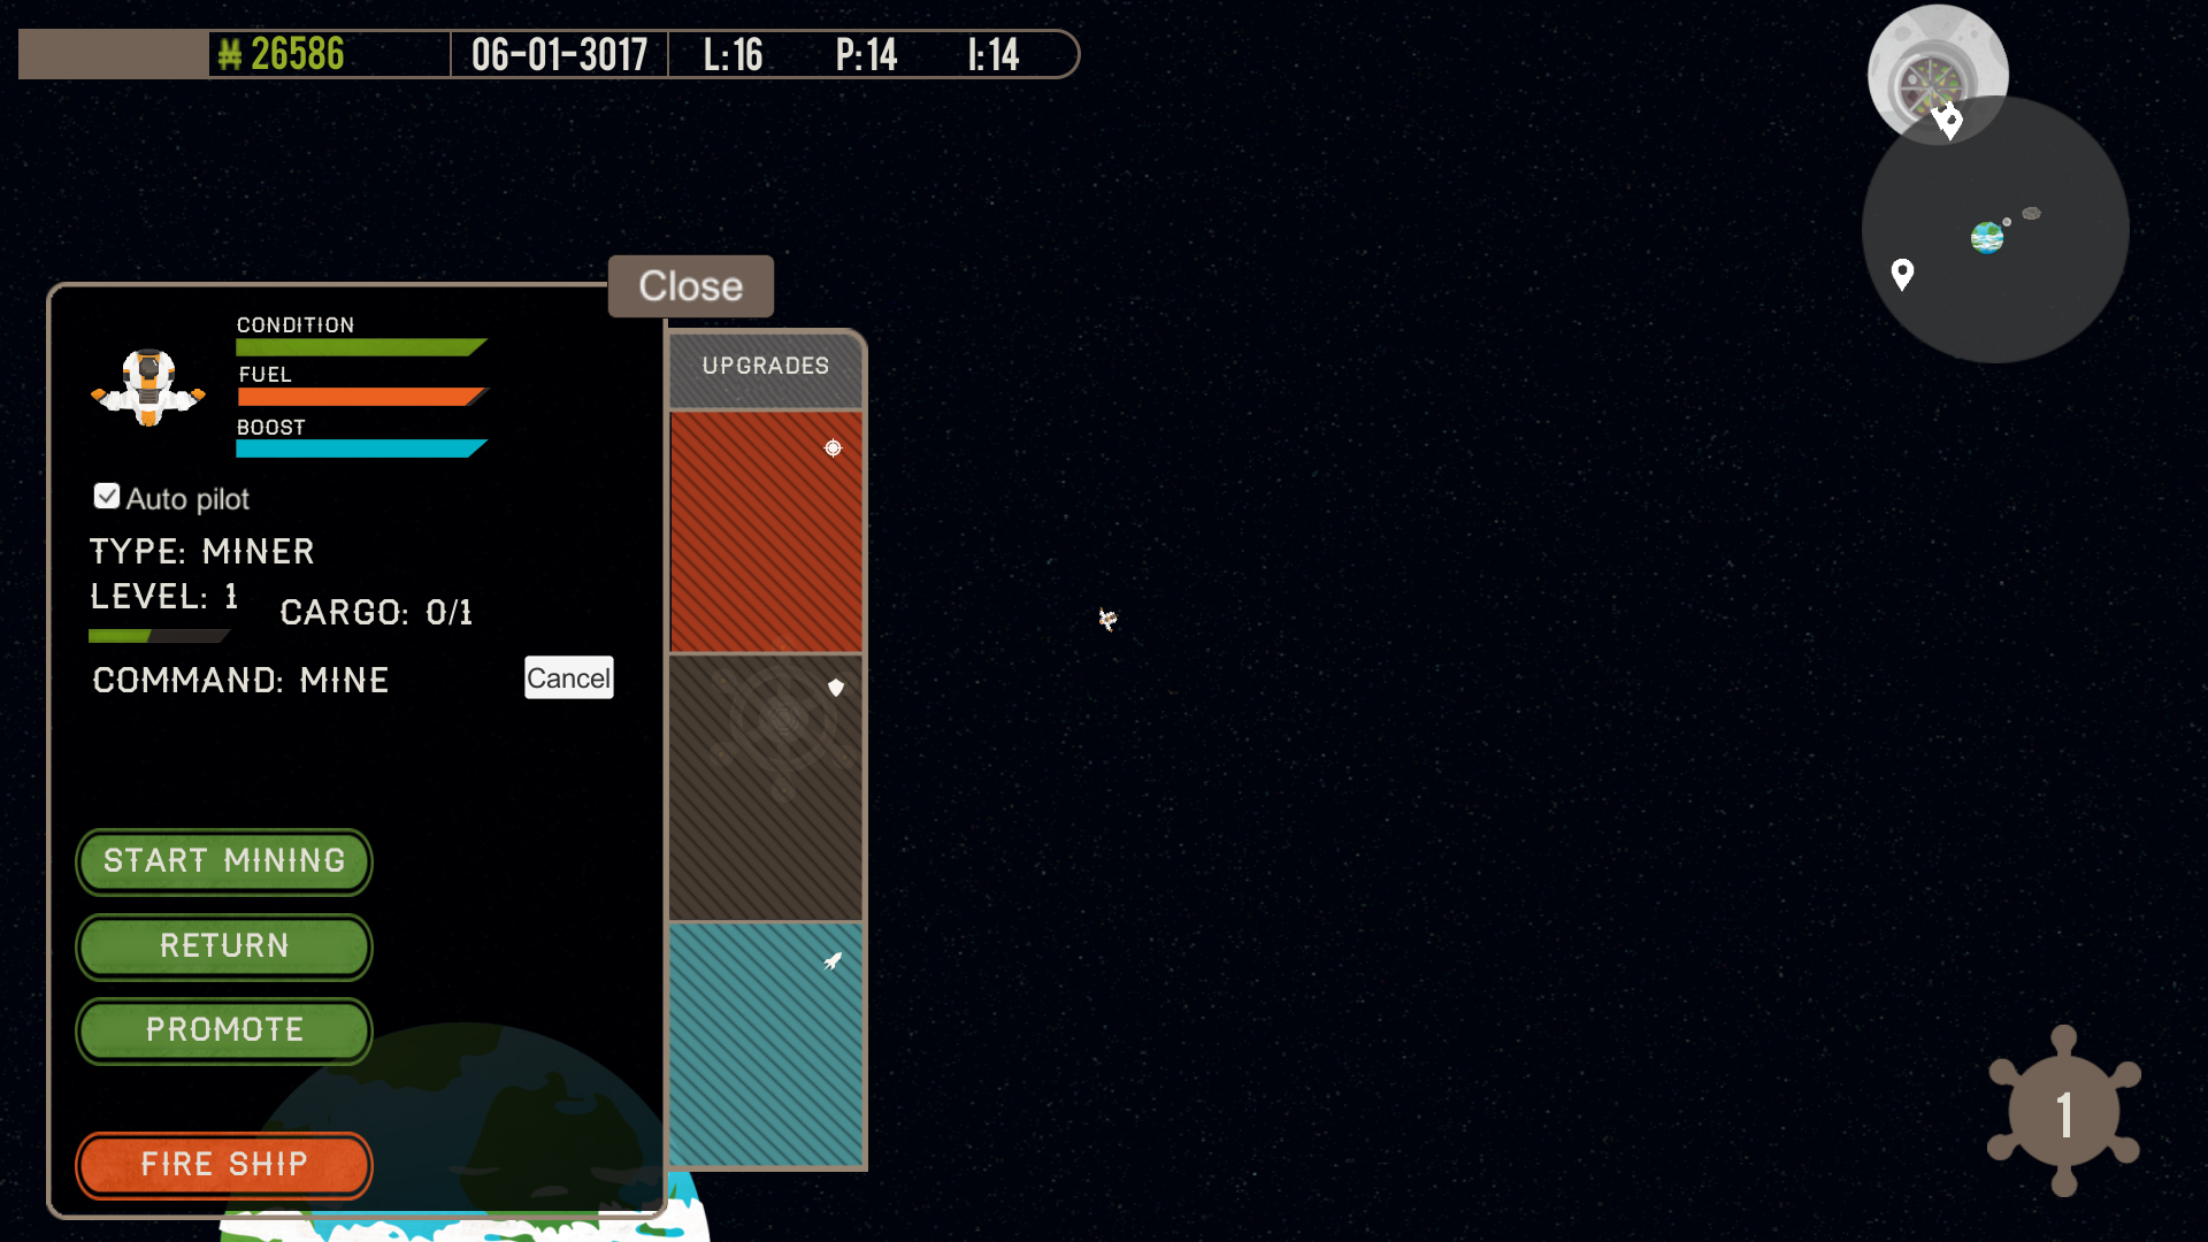 26586 06-01-3017 L:16 P:14 I:14
Close
CONDITION
FUEL
BOOST
Auto pilot
TYPE: MINER
LEVEL: 1
CARGO: 0/1
COMMAND: MINE
Cancel
START MINING
RETURN
PROMOTE
FIRE SHIP
UPGRADES
1